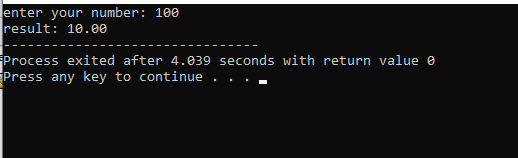 enter your number: 100
result: 10.00
--------------------------------
Process exited after 4.039 seconds with return value 0
Press any key to continue . . .